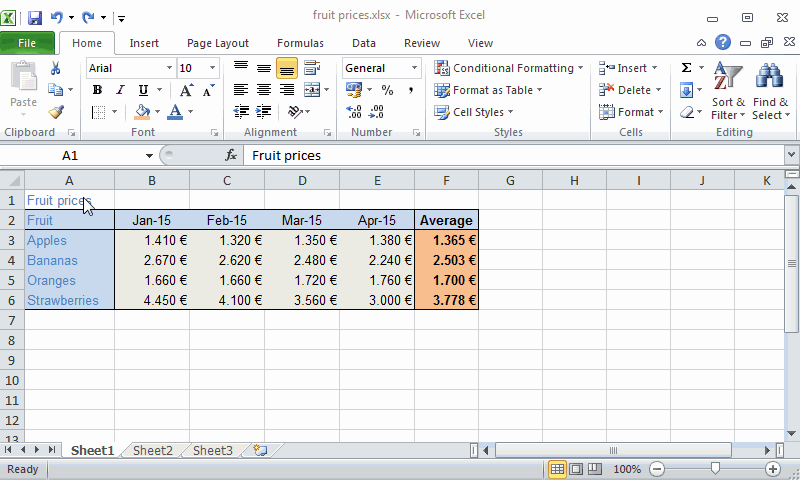 fruit prices.xlsx - Microsoft Excel
File Home Insert Page Layout Formulas Data Review View
Paste
Arial 10
B I U A A
A
General
% ,
Conditional Formatting
Format as Table
Cell Styles
Insert
Delete
Format
Σ
Sort & Filter
Find & Select
Clipboard Font Alignment Number Styles Cells Editing
A1 fx Fruit prices
A B C D E F G H I J K
1 Fruit prices
2 Fruit Jan-15 Feb-15 Mar-15 Apr-15 Average
3 Apples 1.410 € 1.320 € 1.350 € 1.380 € 1.365 €
4 Bananas 2.670 € 2.620 € 2.480 € 2.240 € 2.503 €
5 Oranges 1.660 € 1.660 € 1.720 € 1.760 € 1.700 €
6 Strawberries 4.450 € 4.100 € 3.560 € 3.000 € 3.778 €
7
8
9
10
11
12
13
Sheet1 Sheet2 Sheet3
Ready 100%